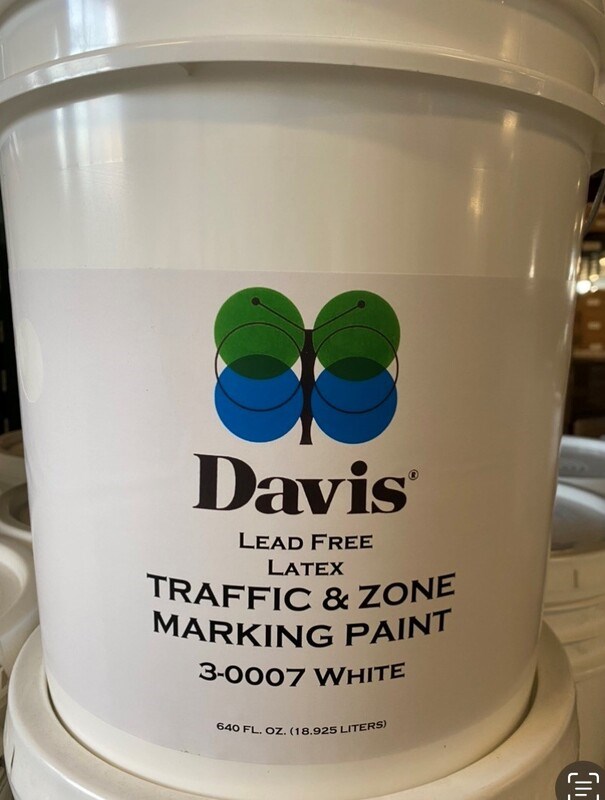 Davis®
LEAD FREE
LATEX
TRAFFIC & ZONE
MARKING PAINT
3-0007 WHITE
640 FL. OZ. (18.925 LITERS)